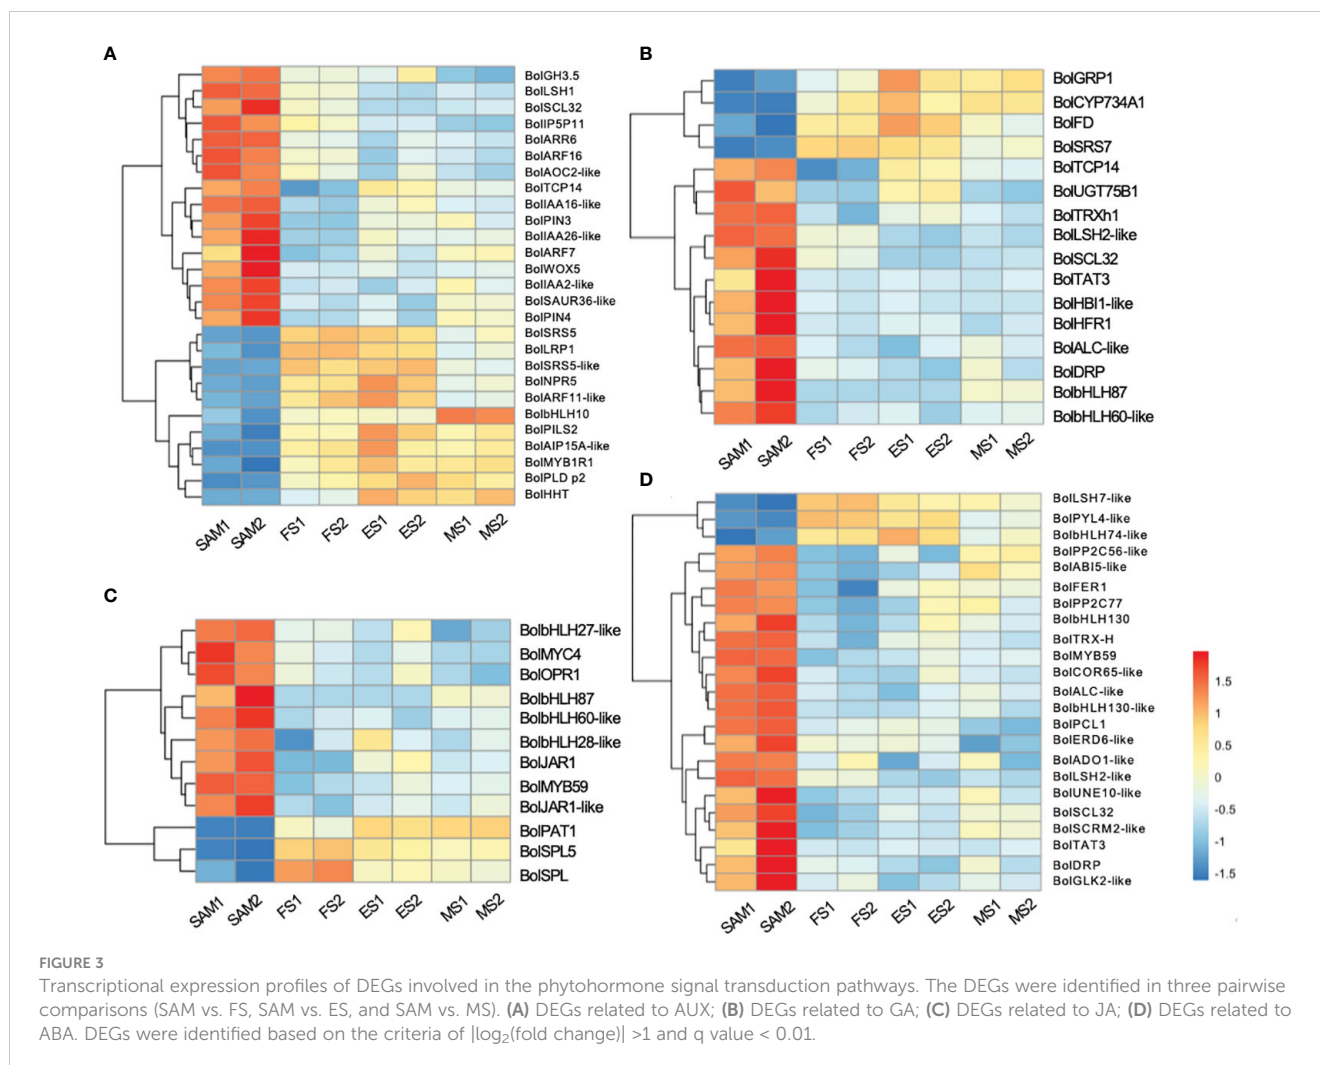 A
BolGH3.5
BolLSH1
BolSCL32
BolIP5P11
BolARR6
BolARF16
BolAOC2-like
BolTCP14
BolIAA16-like
BolPIN3
BolIAA26-like
BolARF7
BolWOX5
BolIAA2-like
BolSAUR36-like
BolPIN4
BolSRS5
BolLRP1
BolSRS5-like
BolNPR5
BolARF11-like
BolbHLH10
BolPILS2
BolAIP15A-like
BolMYB1R1
BolPLD p2
BolHHT
SAM1 SAM2 FS1 FS2 ES1 ES2 MS1 MS2
B
BolGRP1
BolCYP734A1
BolFD
BolSRS7
BolTCP14
BolUGT75B1
BolTRXh1
BolLSH2-like
BolSCL32
BolTAT3
BolHBI1-like
BolHFR1
BolALC-like
BolDRP
BolbHLH87
BolbHLH60-like
SAM1 SAM2 FS1 FS2 ES1 ES2 MS1 MS2
C
BolbHLH27-like
BolMYC4
BolOPR1
BolbHLH87
BolbHLH60-like
BolbHLH28-like
BolJAR1
BolMYB59
BolJAR1-like
BolPAT1
BolSPL5
BolSPL
SAM1 SAM2 FS1 FS2 ES1 ES2 MS1 MS2
D
BolLSH7-like
BolPYL4-like
BolbHLH74-like
BolPP2C56-like
BolABI5-like
BolFER1
BolPP2C77
BolbHLH130
BolTRX-H
BolMYB59
BolCOR65-like
BolALC-like
BolbHLH130-like
BolPCL1
BolERD6-like
BolADO1-like
BolLSH2-like
BolUNE10-like
BolSCL32
BolSCRM2-like
BolTAT3
BolDRP
BolGLK2-like
SAM1 SAM2 FS1 FS2 ES1 ES2 MS1 MS2
1.5
1
0.5
0
-0.5
-1
-1.5
FIGURE 3
Transcriptional expression profiles of DEGs involved in the phytohormone signal transduction pathways. The DEGs were identified in three pairwise
comparisons (SAM vs. FS, SAM vs. ES, and SAM vs. MS). (A) DEGs related to AUX; (B) DEGs related to GA; (C) DEGs related to JA; (D) DEGs related to
ABA. DEGs were identified based on the criteria of |log₂(fold change)| >1 and q value < 0.01.